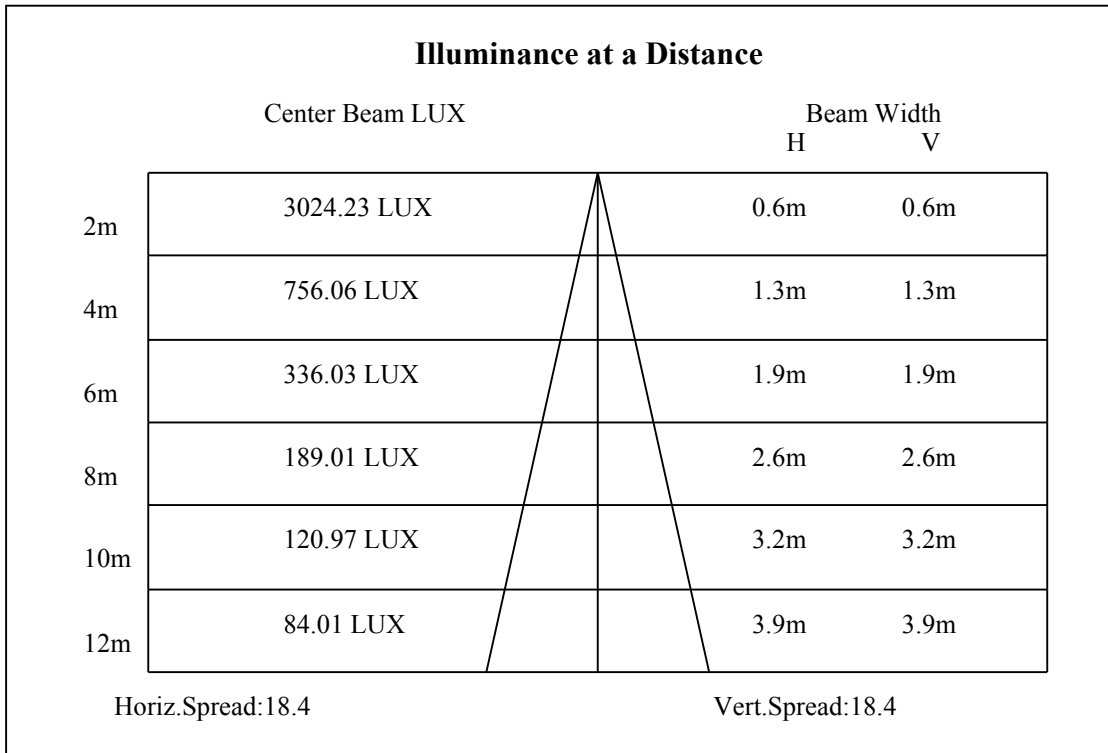 Illuminance at a Distance
Center Beam LUX Beam Width
H V
2m 3024.23 LUX 0.6m 0.6m
4m 756.06 LUX 1.3m 1.3m
6m 336.03 LUX 1.9m 1.9m
8m 189.01 LUX 2.6m 2.6m
10m 120.97 LUX 3.2m 3.2m
12m 84.01 LUX 3.9m 3.9m
Horiz.Spread:18.4 Vert.Spread:18.4